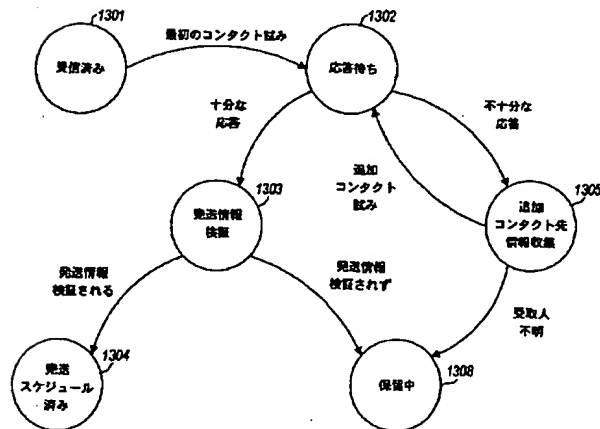 1301
受信済み
最初のコンタクト試み
1302
応答待ち
十分な
応答
不十分な
応答
追加
コンタクト
試み
1303
発送情報
検証
1305
追加
コンタクト先
情報収集
発送情報
検証される
発送情報
検証されず
受取人
不明
1304
発送
スケジュール
済み
保留中
1308